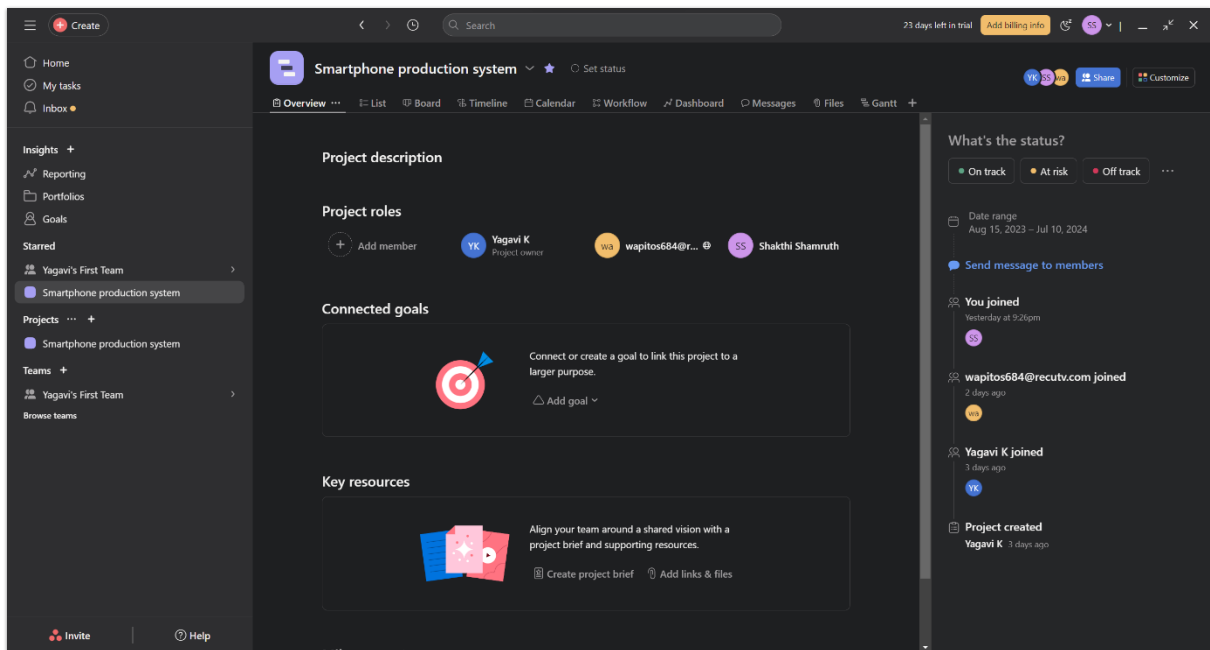 Create
Search
23 days left in trial
Add billing info
SS
Home
My tasks
Inbox
Insights
Reporting
Portfolios
Goals
Starred
Yagavi's First Team
Smartphone production system
Projects
Smartphone production system
Teams
Yagavi's First Team
Browse teams
Invite
Help
Smartphone production system
Set status
YK
SS
wa
Share
Customize
Overview
List
Board
Timeline
Calendar
Workflow
Dashboard
Messages
Files
Gantt
Project description
Project roles
Add member
YK
Yagavi K
Project owner
wa
wapitos684@r...
SS
Shakthi Shamruth
Connected goals
Connect or create a goal to link this project to a
larger purpose.
Add goal
Key resources
Align your team around a shared vision with a
project brief and supporting resources.
Create project brief
Add links & files
What's the status?
On track
At risk
Off track
Date range
Aug 15, 2023 – Jul 10, 2024
Send message to members
You joined
Yesterday at 9:26pm
SS
wapitos684@recutv.com joined
2 days ago
wa
Yagavi K joined
3 days ago
YK
Project created
Yagavi K 3 days ago